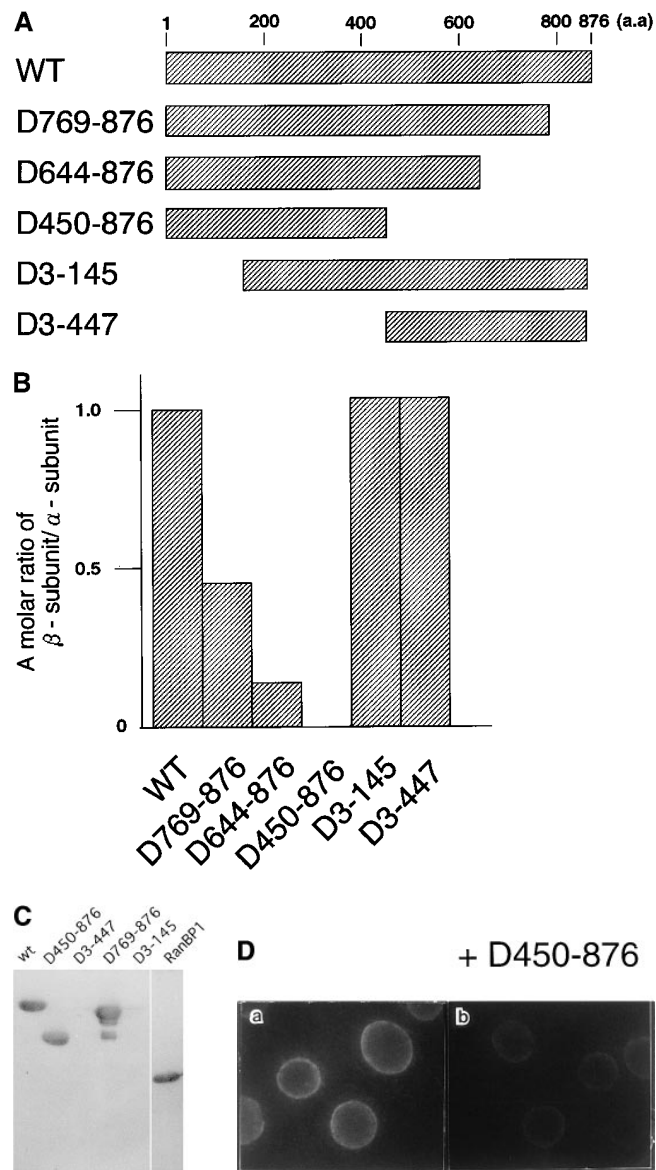 A
1 200 400 600 800 876 (a.a)
WT
D769-876
D644-876
D450-876
D3-145
D3-447
B
A molar ratio of
β - subunit/ α - subunit
1.0
0.5
0
WT
D769-876
D644-876
D450-876
D3-145
D3-447
C
wt
D450-876
D3-447
D769-876
D3-145
RanBP1
D
+ D450-876
a
b